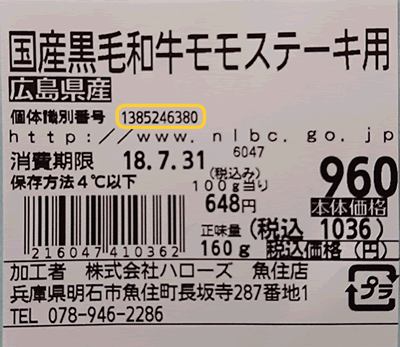 国産黒毛和牛モモステーキ用
広島県産
個体識別番号 1385246380
http://www.nlbc.go.jp
消費期限 18.7.31 6047
保存方法4℃以下
(税込み)
100g当り
648円
960
本体価格
正味量 (税込 1036)
160g 税込価格 (円)
216047 410362
加工者 株式会社ハローズ 魚住店
兵庫県明石市魚住町長坂寺287番地1
TEL 078-946-2286
プラ